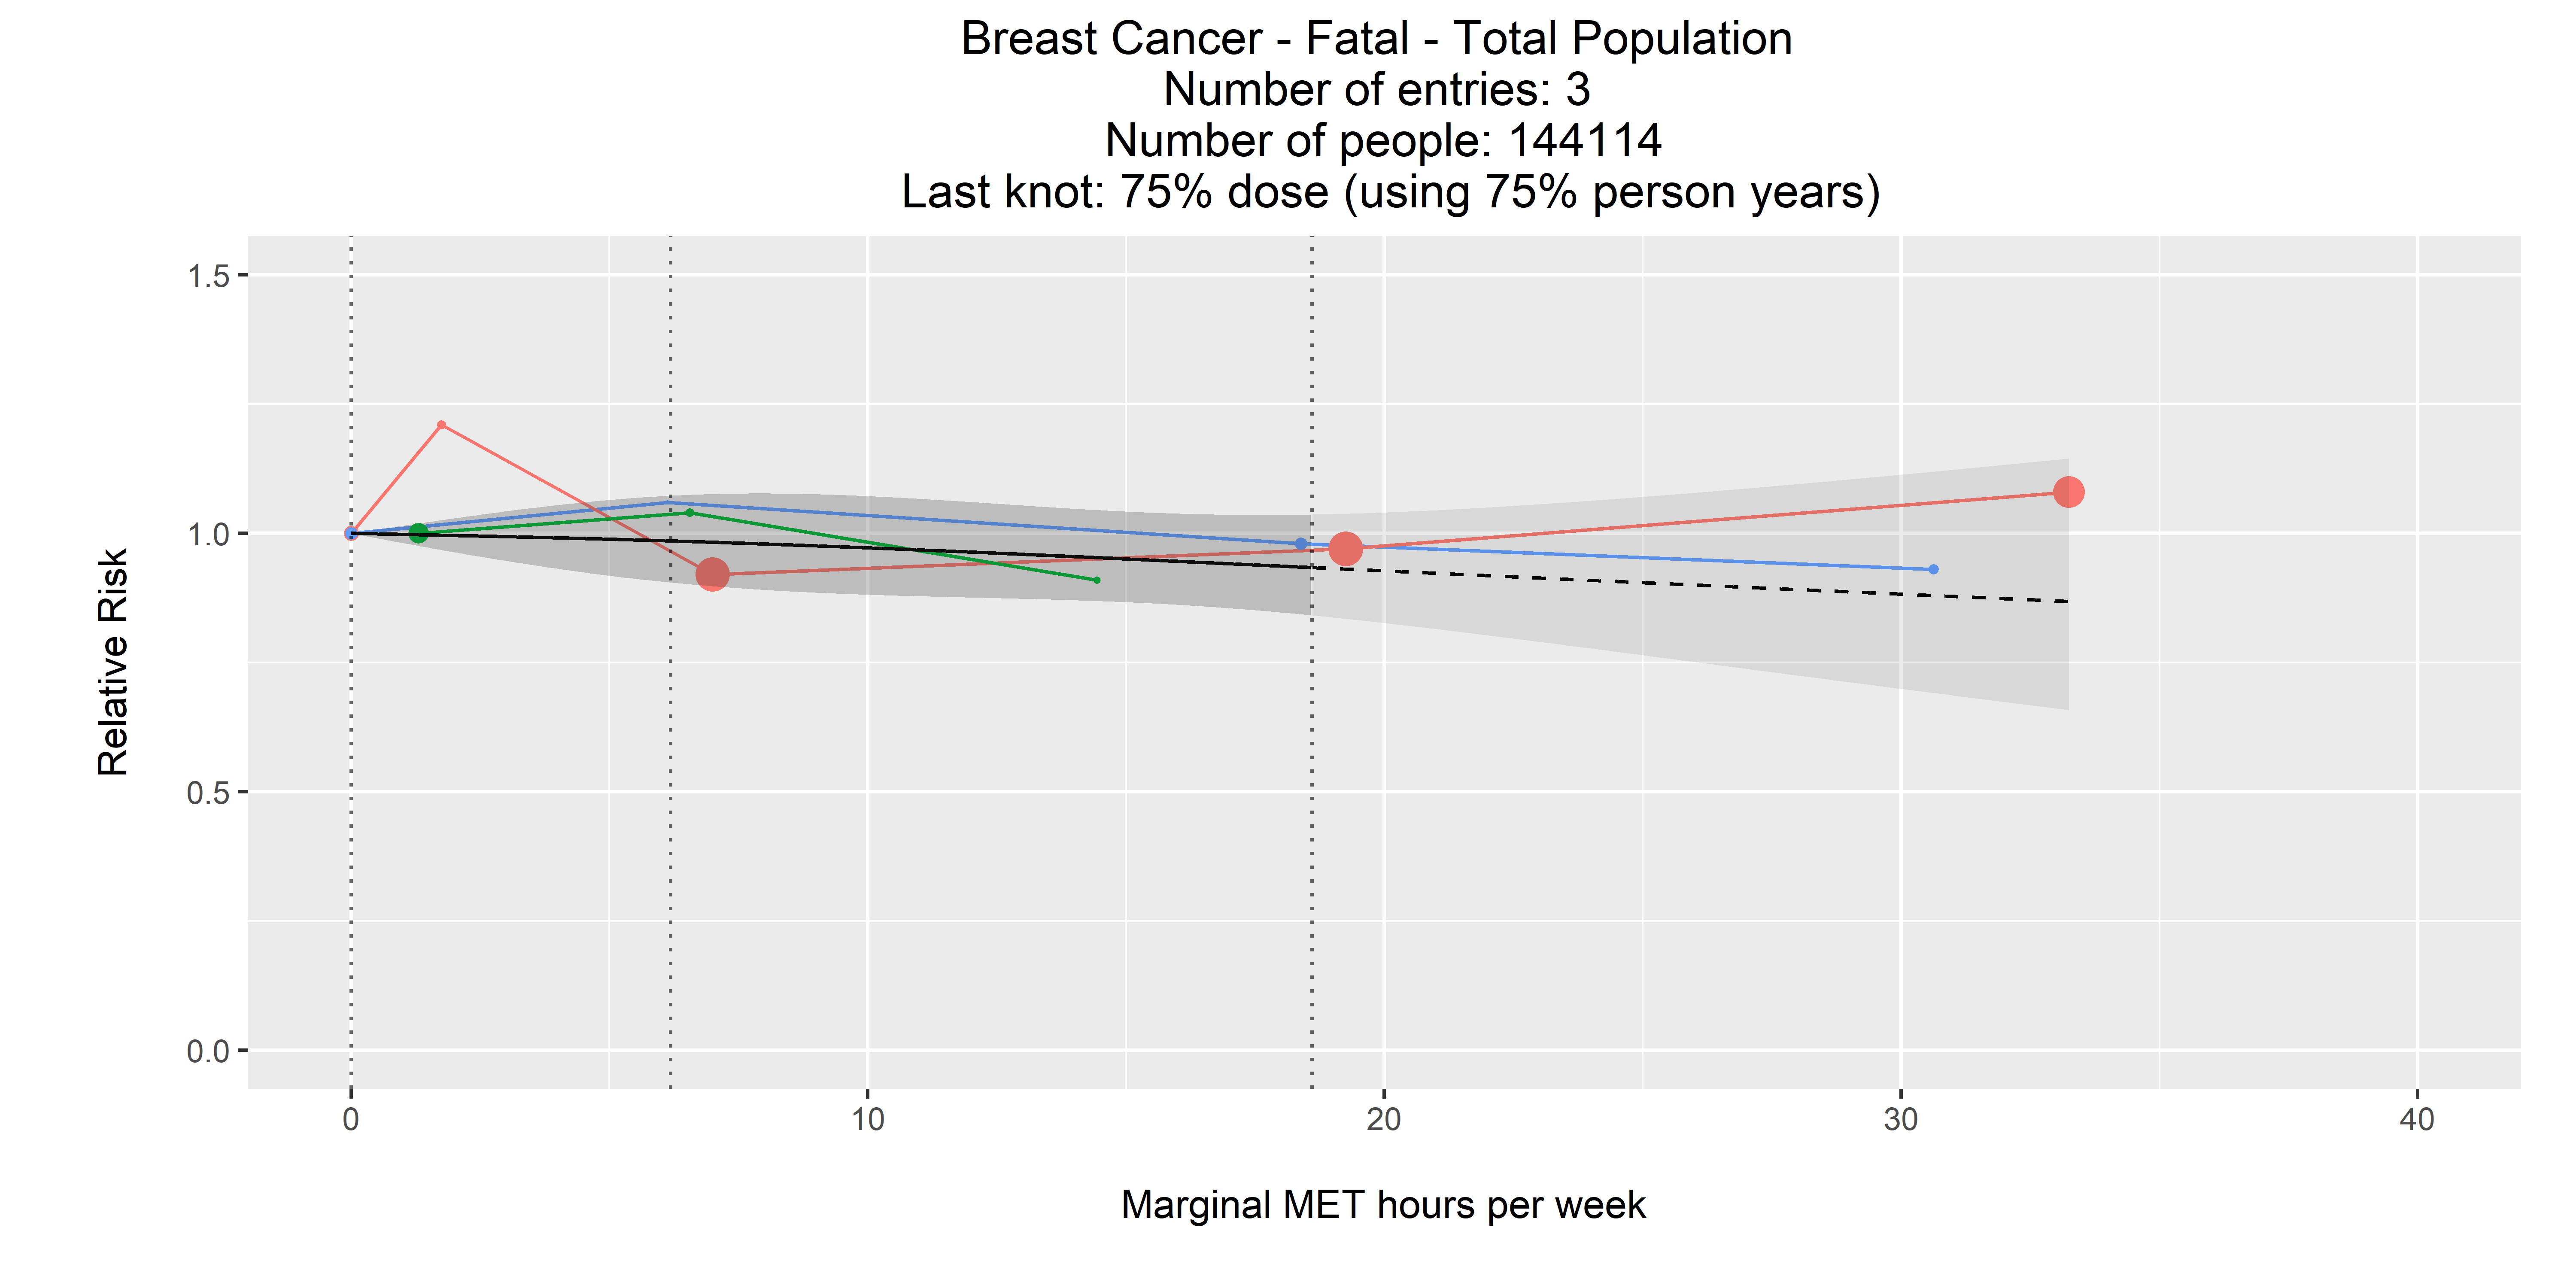 Breast Cancer - Fatal - Total Population
Number of entries: 3
Number of people: 144114
Last knot: 75% dose (using 75% person years)
1.5
1.0
0.5
0.0
Relative Risk
0 10 20 30 40
Marginal MET hours per week